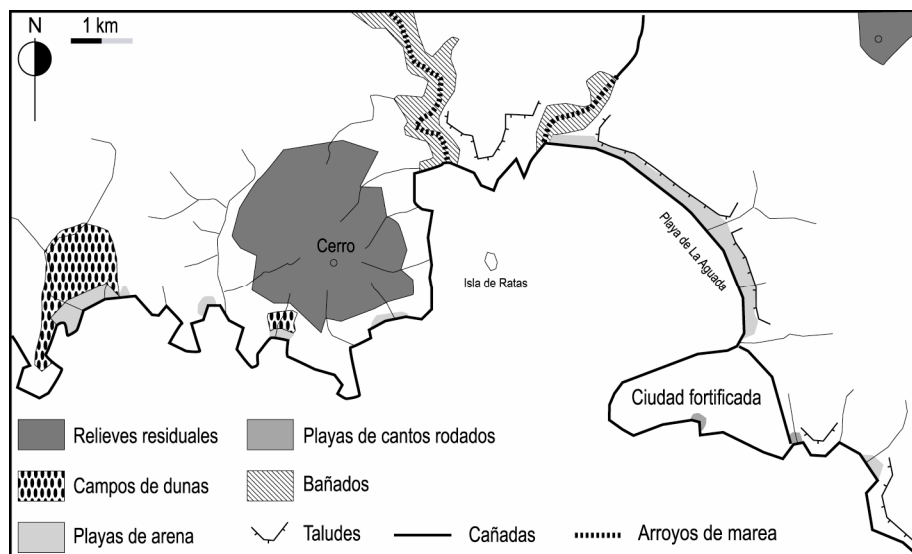 N
1 km
Cerro
Isla de Ratas
Playa de La Aguada
Ciudad fortificada
Relieves residuales
Playas de cantos rodados
Campos de dunas
Bañados
Playas de arena
Taludes
Cañadas
Arroyos de marea